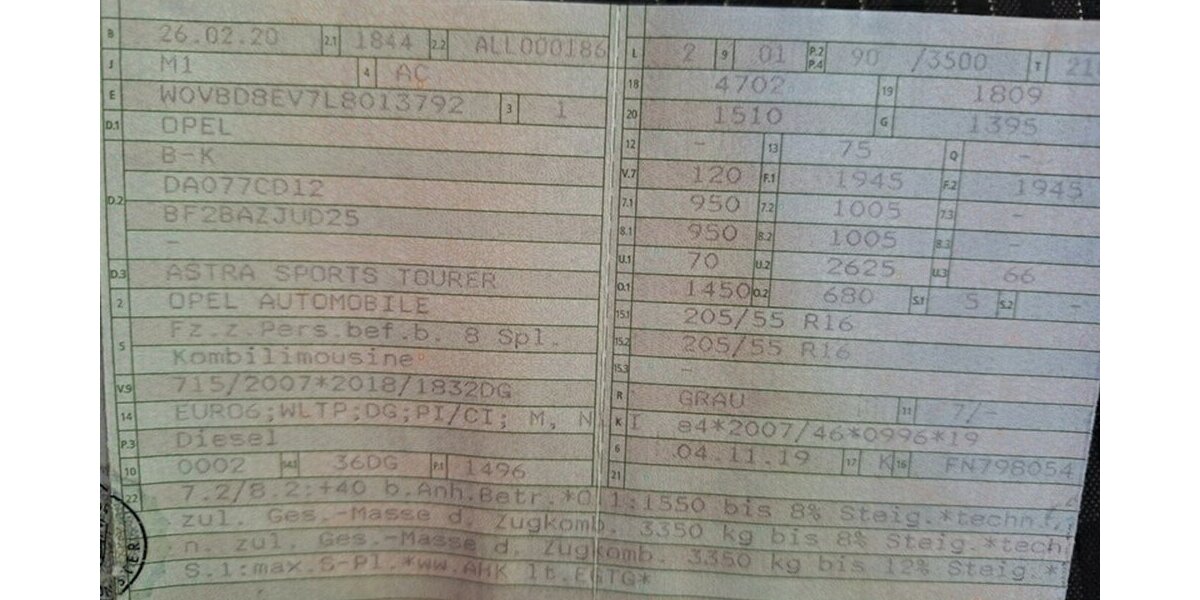 B 26.02.20 2.1 1844 2.2 ALL000186
J M1 4 AC
E W0VBD8EV7L8013792 3 1
D.1 OPEL
B-K
D.2 DA077CD12
BF2BAZJUD25
-
D.3 ASTRA SPORTS TOURER
2 OPEL AUTOMOBILE
5 Fz.z.Pers.bef.b. 8 Spl.
Kombilimousine
V.9 715/2007*2018/1832DG
14 EURO6;WLTP;DG;PI/CI; M, N I
P.3 Diesel
10 0002 14.1 36DG P.1 1496
L 2 9 01 P.2 P.4 90 /3500 T 21
18 4702 19 1809
20 1510 G 1395
12 - 13 75 Q -
V.7 120 F.1 1945 F.2 1945
7.1 950 7.2 1005 7.3 -
8.1 950 8.2 1005 8.3 -
U.1 70 U.2 2625 U.3 66
O.1 1450 O.2 680 S.1 5 S.2 -
15.1 205/55 R16
15.2 205/55 R16
15.3 -
R GRAU 11 7/-
K e4*2007/46*0996*19
6 04.11.19 17 K 16 FN798054
21
22 7.2/8.2:+40 b.Anh.Betr.*O.1:1550 bis 8% Steig.*techn.
zul. Ges.-Masse d. Zugkomb. 3350 kg bis 8% Steig.*tech
n. zul. Ges.-Masse d. Zugkomb. 3350 kg bis 12% Steig.*
S.1:max.5-Pl.*ww.AHK lt.EGTG*